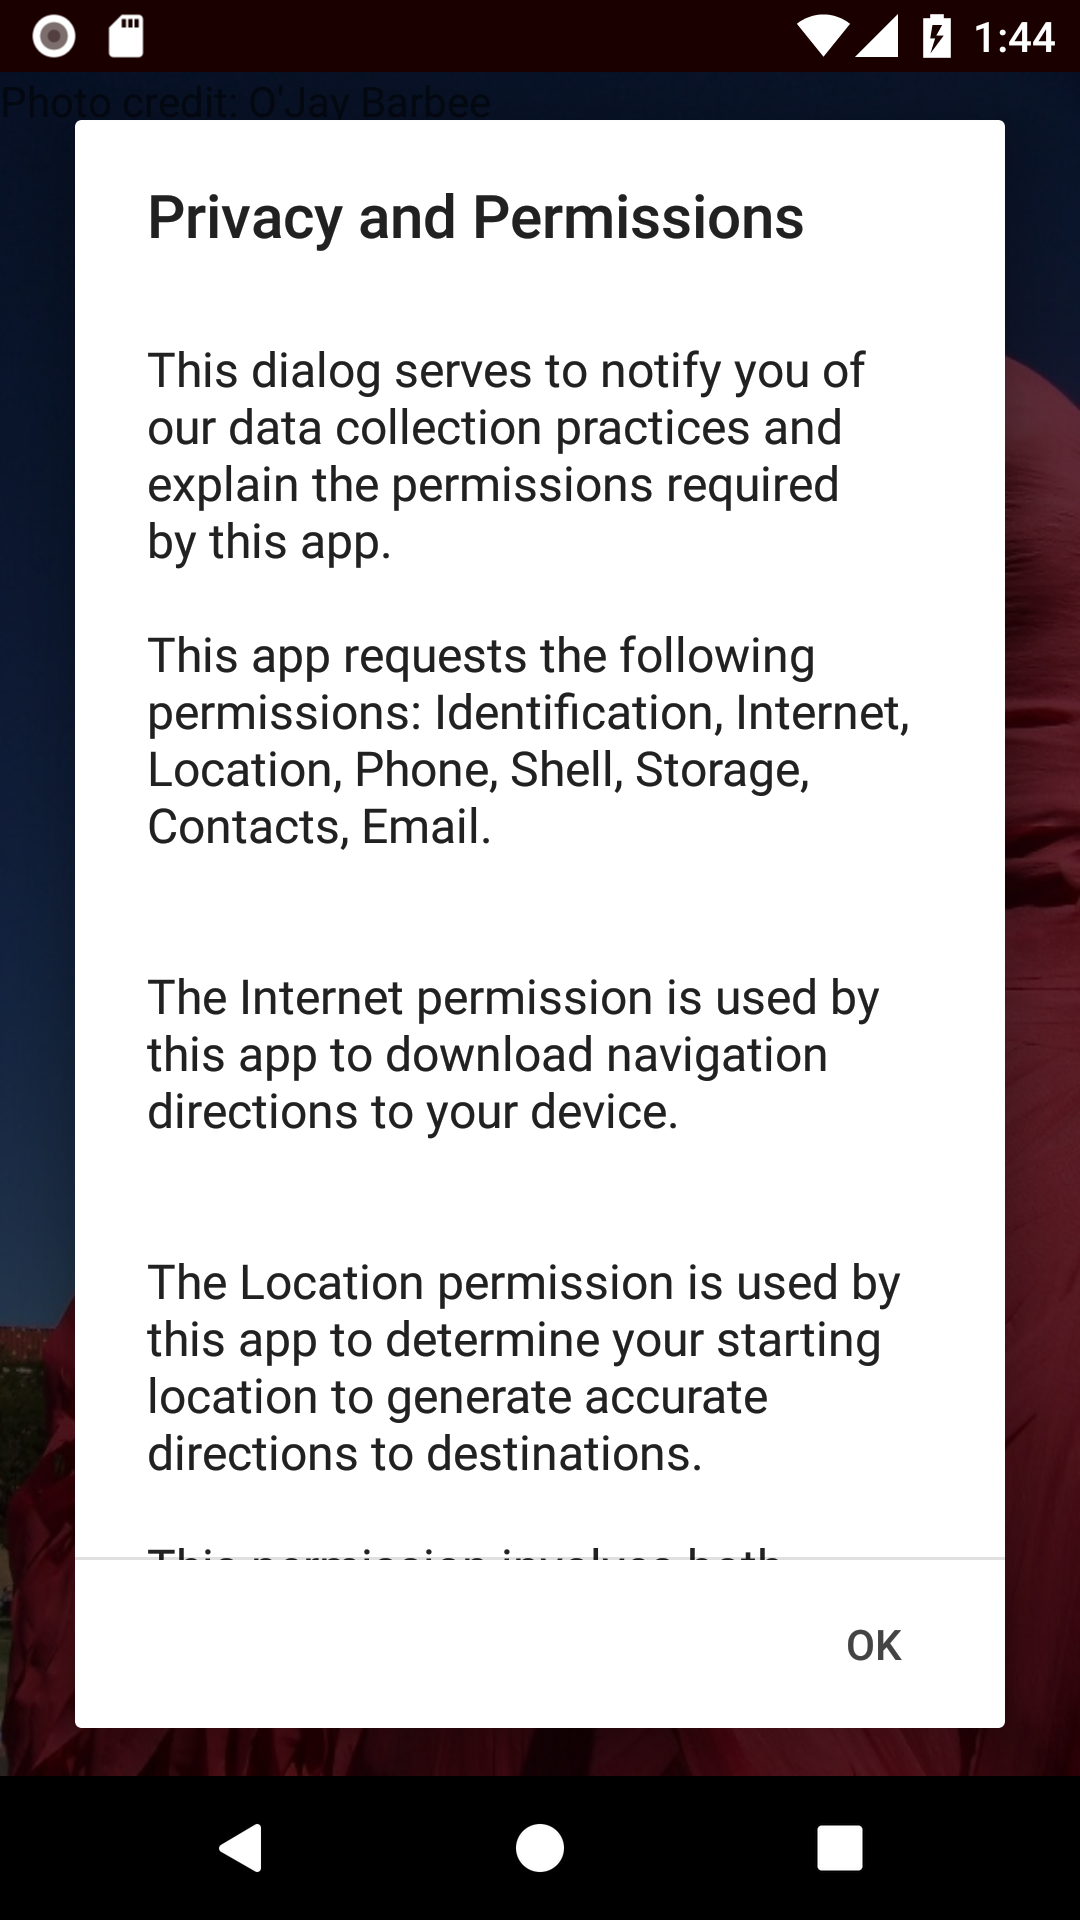 1:44
Photo credit: O'Jay Barbee
Privacy and Permissions
This dialog serves to notify you of
our data collection practices and
explain the permissions required
by this app.
This app requests the following
permissions: Identification, Internet,
Location, Phone, Shell, Storage,
Contacts, Email.
The Internet permission is used by
this app to download navigation
directions to your device.
The Location permission is used by
this app to determine your starting
location to generate accurate
directions to destinations.
This permission involves both
OK